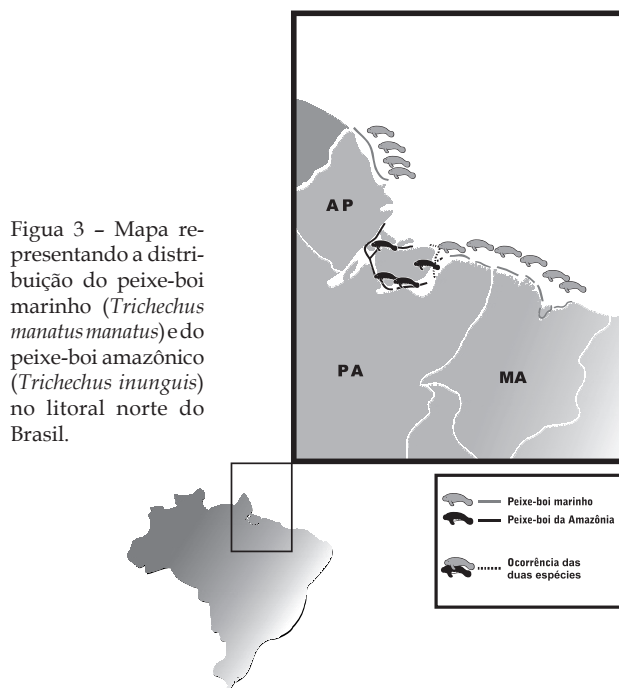 Figua 3 – Mapa re-
presentando a distri-
buição do peixe-boi
marinho (Trichechus
manatus manatus) e do
peixe-boi amazônico
(Trichechus inunguis)
no litoral norte do
Brasil.
AP
PA
MA
Peixe-boi marinho
Peixe-boi da Amazônia
Ocorrência das
duas espécies